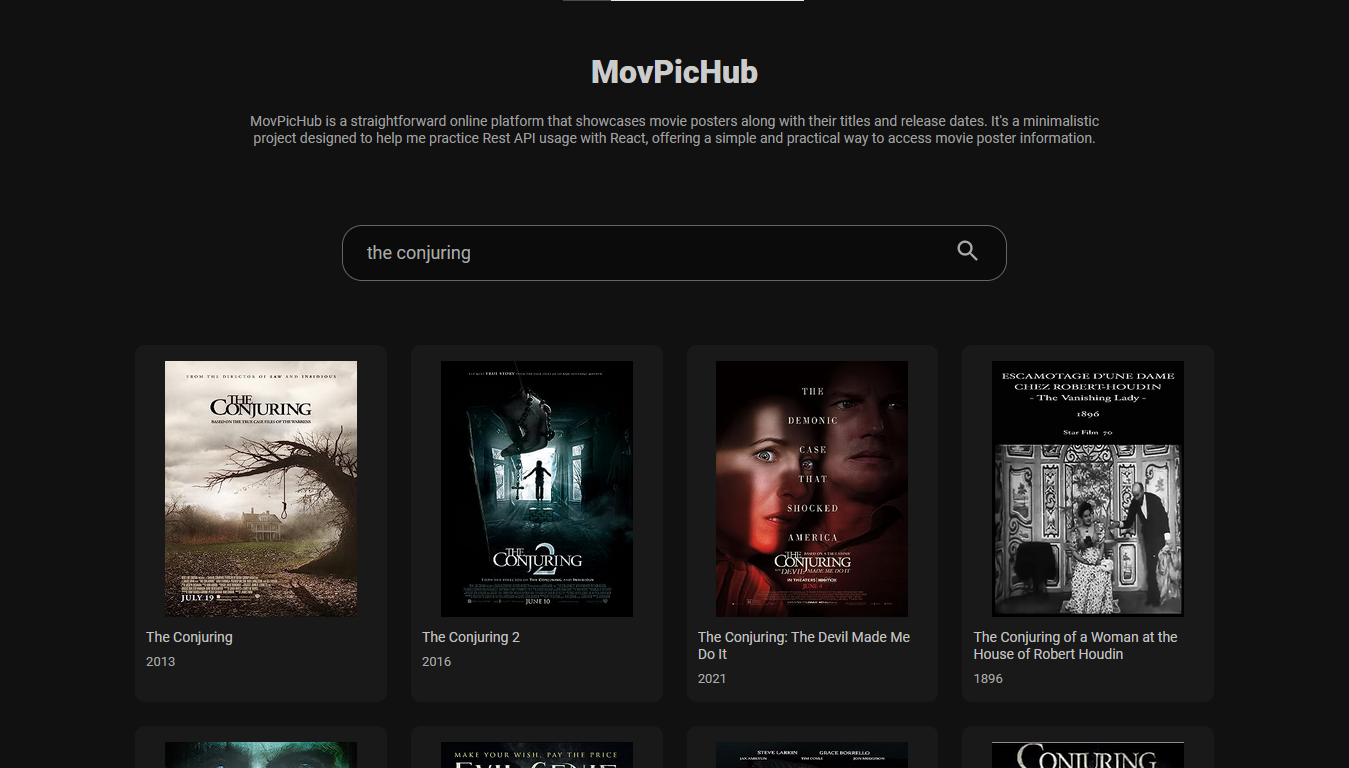 MovPicHub
MovPicHub is a straightforward online platform that showcases movie posters along with their titles and release dates. It's a minimalistic
project designed to help me practice Rest API usage with React, offering a simple and practical way to access movie poster information.
the conjuring
FROM THE DIRECTOR OF SAW AND INSIDIOUS
THE
CONJURING
BASED ON THE TRUE CASE FILES OF THE WARRENS
JULY 19
THE
CONJURING
2
FROM THE DIRECTOR OF THE CONJURING AND INSIDIOUS
JUNE 10
THE
DEMONIC
CASE
THAT
SHOCKED
AMERICA
THE
CONJURING
DEVIL MADE ME DO IT
IN THEATERS
JUNE 4
ESCAMOTAGE D'UNE DAME
CHEZ ROBERT-HOUDIN
- The Vanishing Lady -
1896
Star Film 70
The Conjuring
2013
The Conjuring 2
2016
The Conjuring: The Devil Made Me
Do It
2021
The Conjuring of a Woman at the
House of Robert Houdin
1896
MAKE YOUR WISH, PAY THE PRICE
EVIL GENIE
STEVE LARKIN GRACE BORRELLO
CONJURING